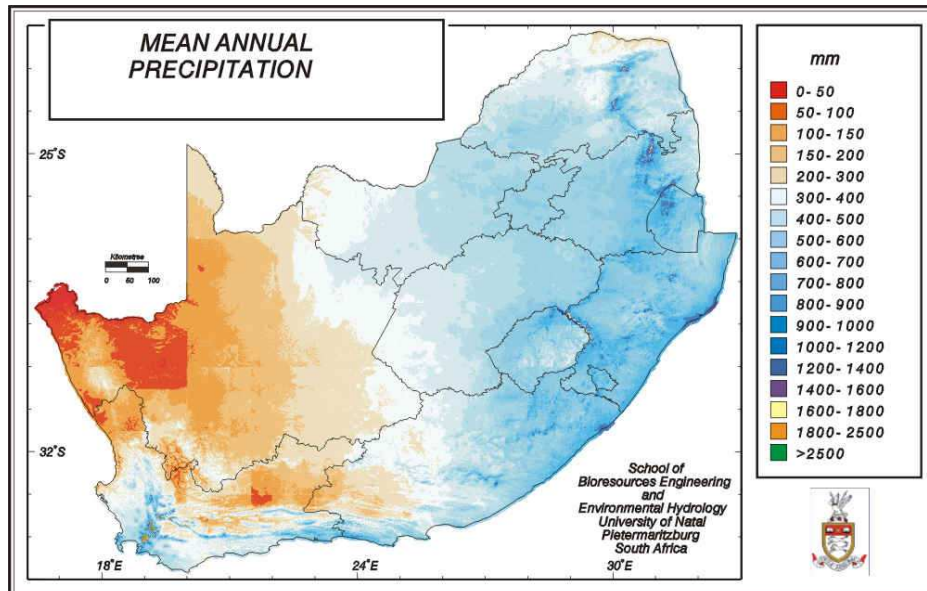 MEAN ANNUAL
PRECIPITATION
mm
0- 50
50- 100
100- 150
150- 200
200- 300
300- 400
400- 500
500- 600
600- 700
700- 800
800- 900
900- 1000
1000- 1200
1200- 1400
1400- 1600
1600- 1800
1800- 2500
>2500
26°S
Kilometres
0 50 100
32°S
School of
Bioresources Engineering
and
Environmental Hydrology
University of Natal
Pietermaritzburg
South Africa
18°E
24°E
30°E